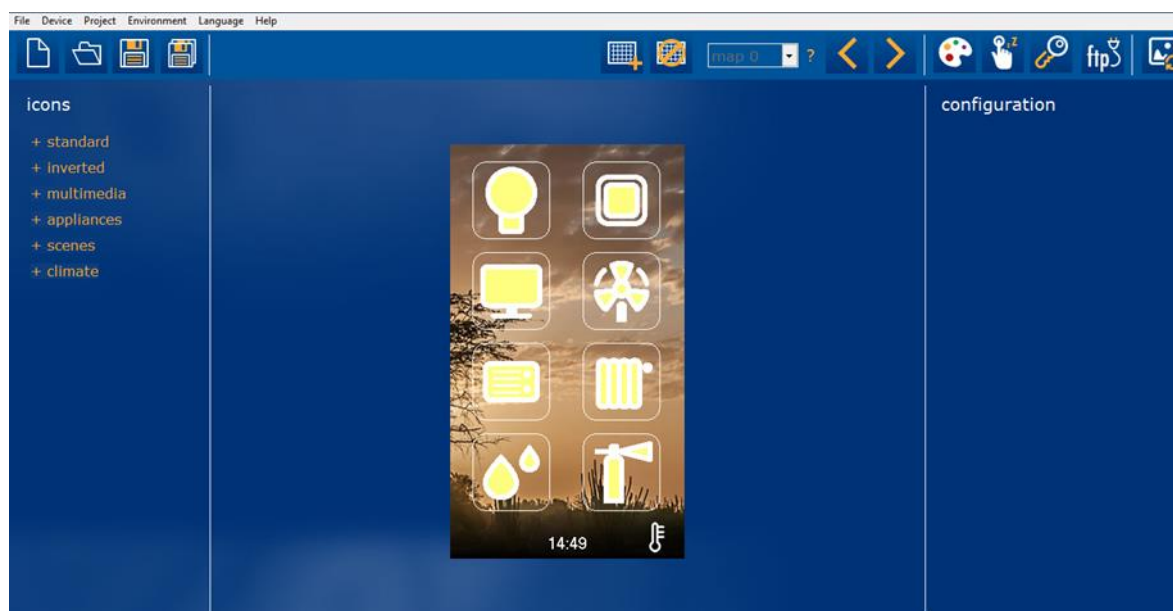 File Device Project Environment Language Help
map 0 ? ftp
icons
+ standard
+ inverted
+ multimedia
+ appliances
+ scenes
+ climate
configuration
14:49